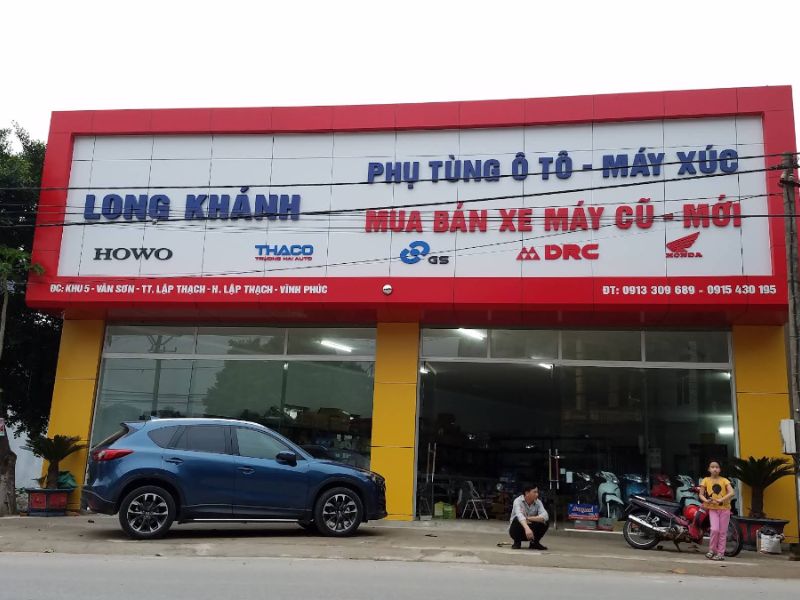 LONG KHÁNH
PHỤ TÙNG Ô TÔ - MÁY XÚC
MUA BÁN XE MÁY CŨ - MỚI
HOWO
THACO
TRUONG HAI AUTO
GS
DRC
HONDA
ĐC: KHU 5 - VĂN SƠN - TT. LẬP THẠCH - H. LẬP THẠCH - VĨNH PHÚC
ĐT: 0913 309 689 - 0915 430 195